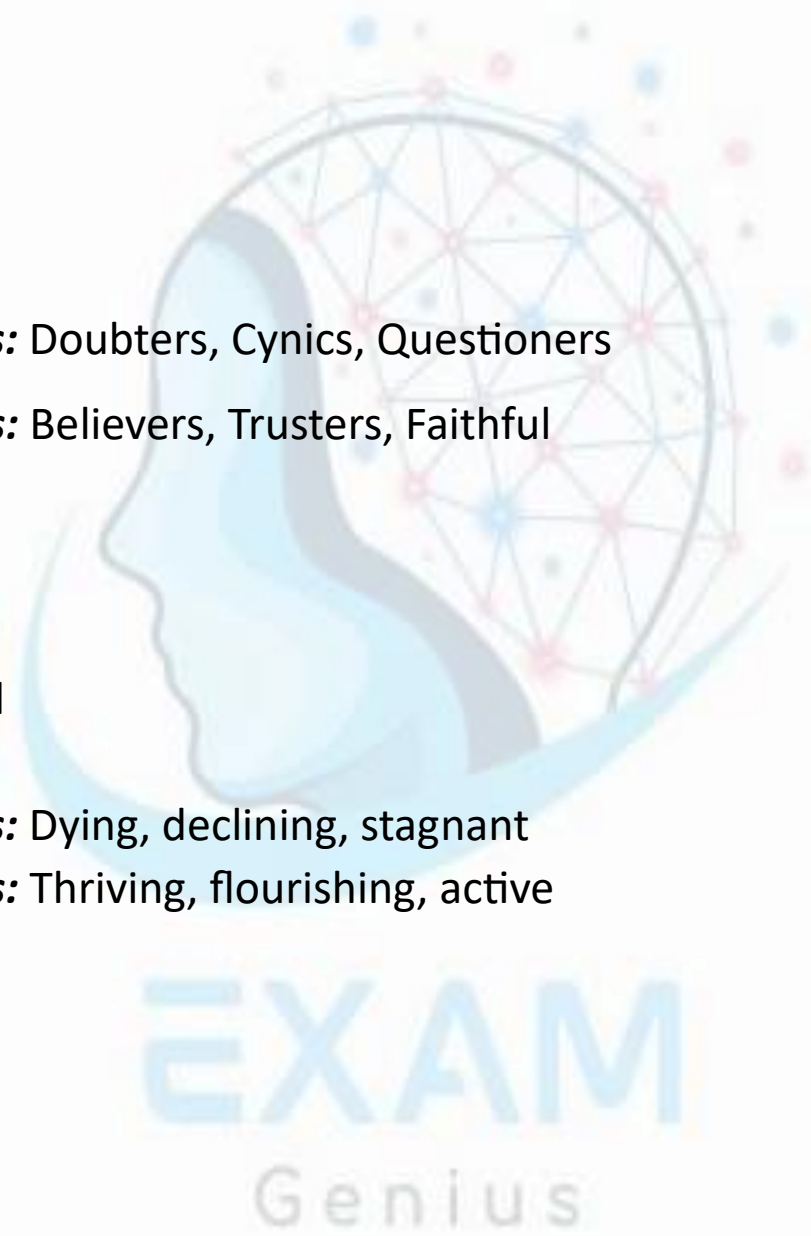 s: Doubters, Cynics, Questioners
s: Believers, Trusters, Faithful
s: Dying, declining, stagnant
s: Thriving, flourishing, active
EXAM
Genius